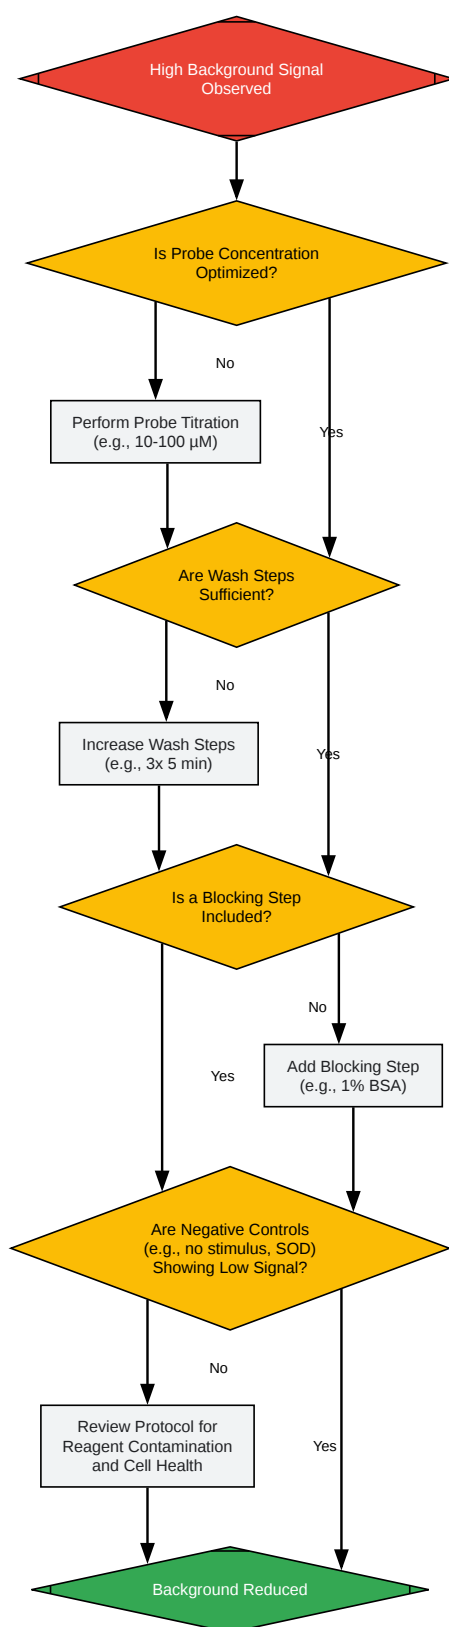 High Background Signal
Observed
Is Probe Concentration
Optimized?
No
Perform Probe Titration
(e.g., 10-100 µM)
Yes
Are Wash Steps
Sufficient?
No
Increase Wash Steps
(e.g., 3x 5 min)
Yes
Is a Blocking Step
Included?
No
Add Blocking Step
(e.g., 1% BSA)
Yes
Are Negative Controls
(e.g., no stimulus, SOD)
Showing Low Signal?
No
Review Protocol for
Reagent Contamination
and Cell Health
Yes
Background Reduced